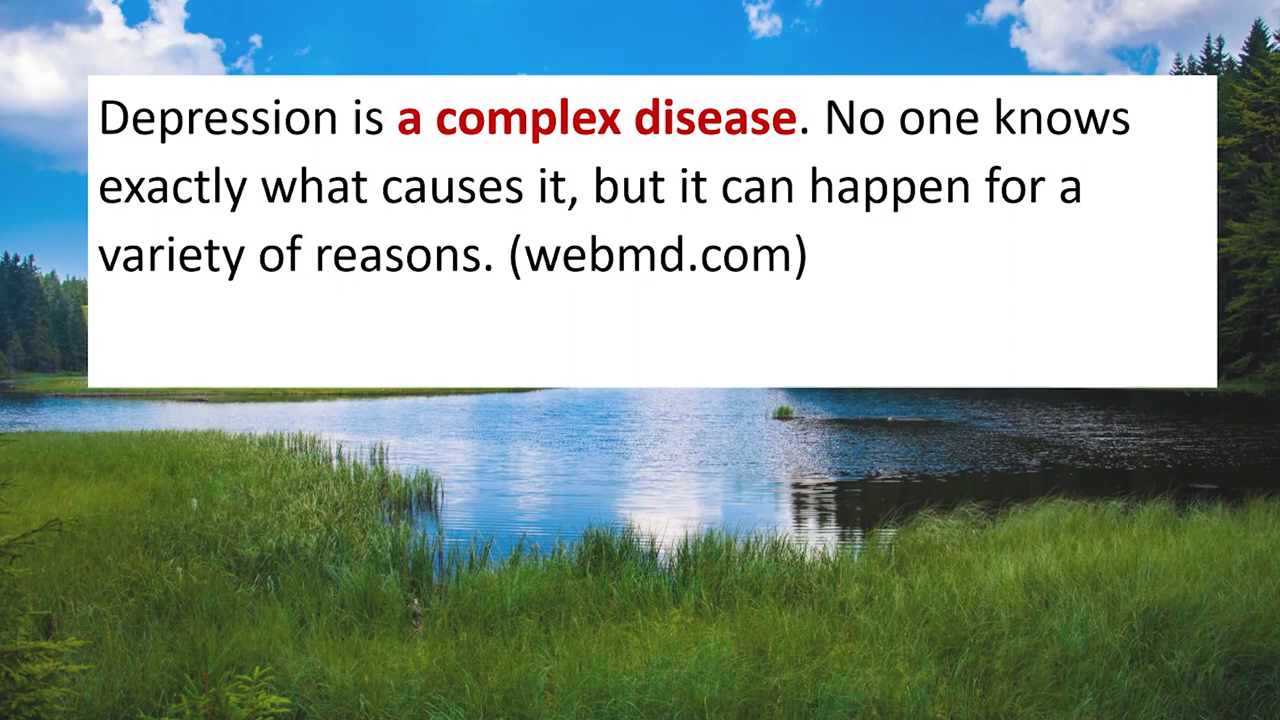 Depression is a complex disease. No one knows
exactly what causes it, but it can happen for a
variety of reasons. (webmd.com)